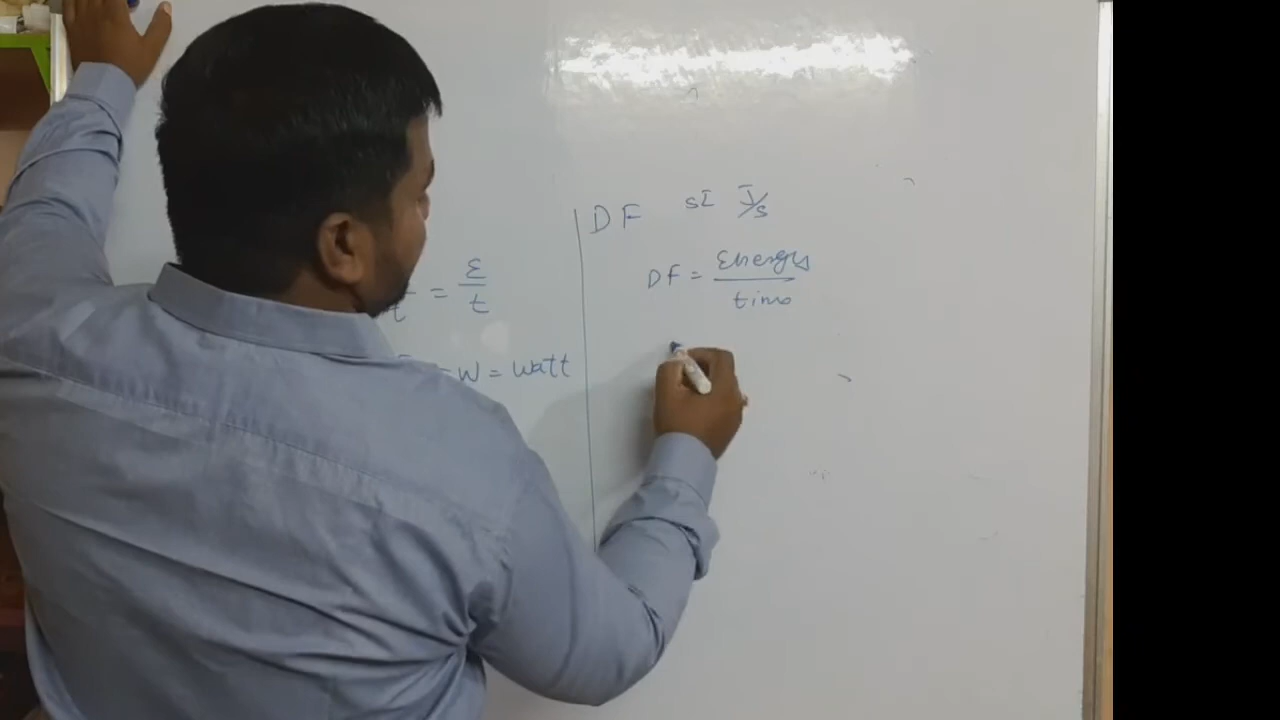 = ε/t
= W = Watt
DF SI J/s
DF = Energy/time